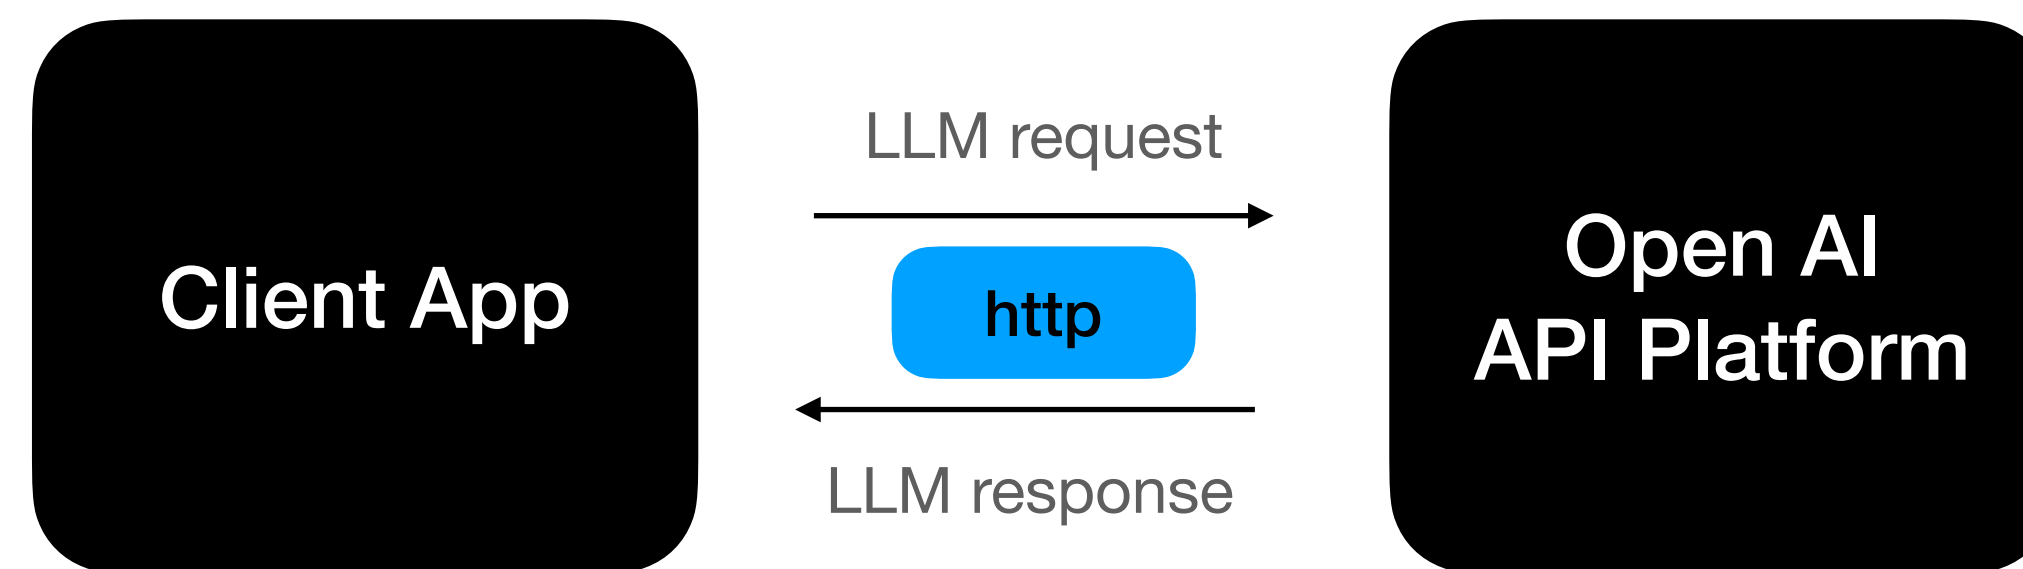 Client App
LLM request
http
LLM response
Open AI
API Platform